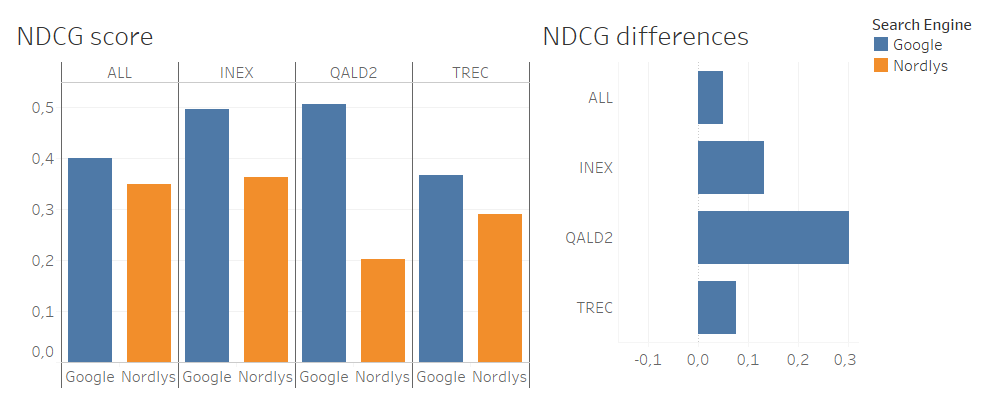 NDCG score
ALL INEX QALD2 TREC
0,5
0,4
0,3
0,2
0,1
0,0
Google Nordlys Google Nordlys Google Nordlys Google Nordlys
NDCG differences
ALL
INEX
QALD2
TREC
-0,1 0,0 0,1 0,2 0,3
Search Engine
Google
Nordlys